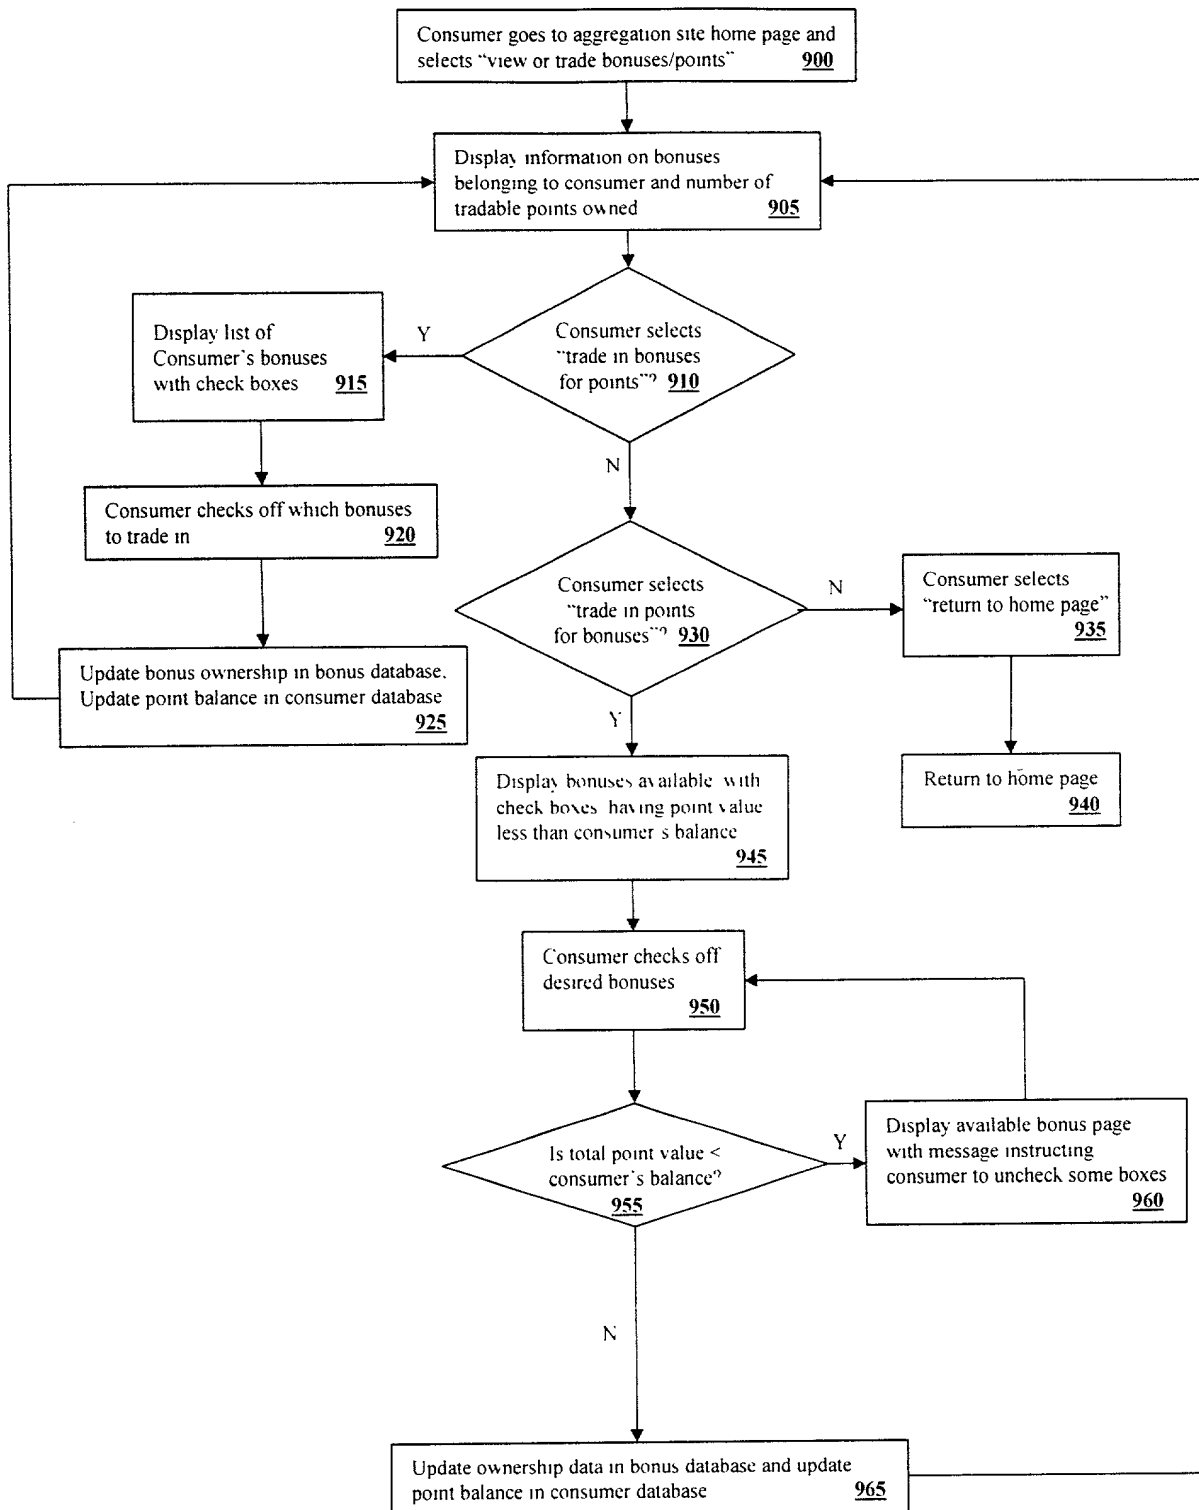 Consumer goes to aggregation site home page and
selects “view or trade bonuses/points” 900
Display information on bonuses
belonging to consumer and number of
tradable points owned 905
Consumer selects
“trade in bonuses
for points”? 910
Y
Display list of
Consumer's bonuses
with check boxes 915
Consumer checks off which bonuses
to trade in 920
Update bonus ownership in bonus database.
Update point balance in consumer database
925
N
Consumer selects
“trade in points
for bonuses”? 930
N
Consumer selects
“return to home page”
935
Return to home page
940
Y
Display bonuses available with
check boxes having point value
less than consumer s balance
945
Consumer checks off
desired bonuses
950
Is total point value <
consumer's balance?
955
Y
Display available bonus page
with message instructing
consumer to uncheck some boxes
960
N
Update ownership data in bonus database and update
point balance in consumer database 965